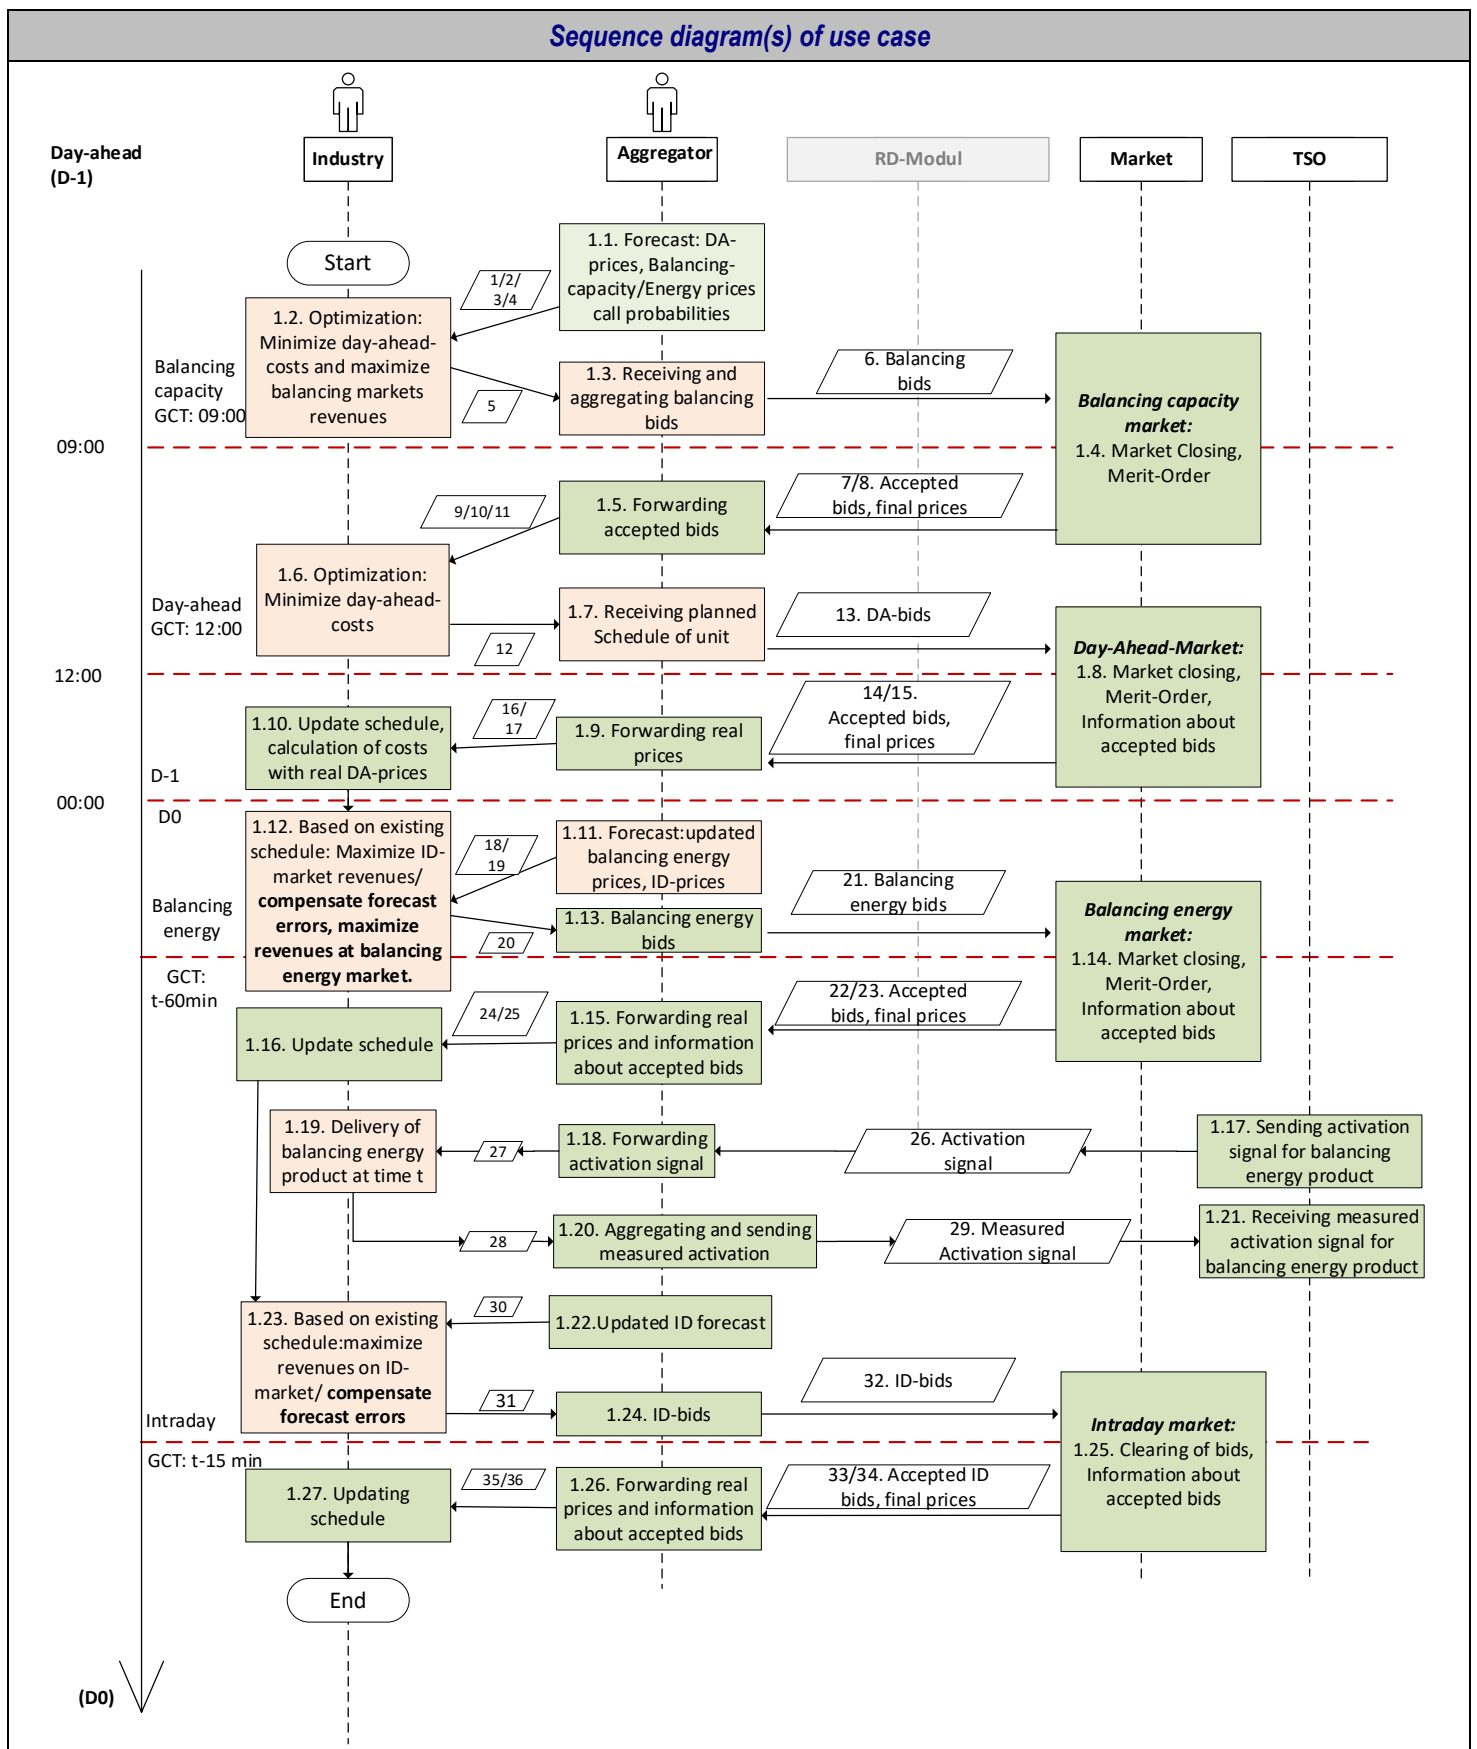 Sequence diagram(s) of use case
Day-ahead
(D-1)
Industry
Aggregator
RD-Modul
Market
TSO
Start
1/2/
3/4
1.1. Forecast: DA-
prices, Balancing-
capacity/Energy prices
call probabilities
1.2. Optimization:
Minimize day-ahead-
costs and maximize
balancing markets
revenues
Balancing
capacity
GCT: 09:00
5
1.3. Receiving and
aggregating balancing
bids
6. Balancing
bids
Balancing capacity
market:
1.4. Market Closing,
Merit-Order
09:00
7/8. Accepted
bids, final prices
1.5. Forwarding
accepted bids
9/10/11
1.6. Optimization:
Minimize day-ahead-
costs
Day-ahead
GCT: 12:00
12
1.7. Receiving planned
Schedule of unit
13. DA-bids
Day-Ahead-Market:
1.8. Market closing,
Merit-Order,
Information about
accepted bids
12:00
14/15.
Accepted bids,
final prices
1.9. Forwarding real
prices
16/
17
1.10. Update schedule,
calculation of costs
with real DA-prices
D-1
00:00
D0
1.12. Based on existing
schedule: Maximize ID-
market revenues/
compensate forecast
errors, maximize
revenues at balancing
energy market.
18/
19
1.11. Forecast:updated
balancing energy
prices, ID-prices
Balancing
energy
20
1.13. Balancing energy
bids
21. Balancing
energy bids
Balancing energy
market:
1.14. Market closing,
Merit-Order,
Information about
accepted bids
GCT:
t-60min
22/23. Accepted
bids, final prices
1.15. Forwarding real
prices and information
about accepted bids
24/25
1.16. Update schedule
1.17. Sending activation
signal for balancing
energy product
26. Activation
signal
1.18. Forwarding
activation signal
27
1.19. Delivery of
balancing energy
product at time t
28
1.20. Aggregating and sending
measured activation
29. Measured
Activation signal
1.21. Receiving measured
activation signal for
balancing energy product
30
1.22.Updated ID forecast
1.23. Based on existing
schedule:maximize
revenues on ID-
market/ compensate
forecast errors
31
1.24. ID-bids
32. ID-bids
Intraday market:
1.25. Clearing of bids,
Information about
accepted bids
Intraday
GCT: t-15 min
33/34. Accepted ID
bids, final prices
1.26. Forwarding real
prices and information
about accepted bids
35/36
1.27. Updating
schedule
End
(D0)